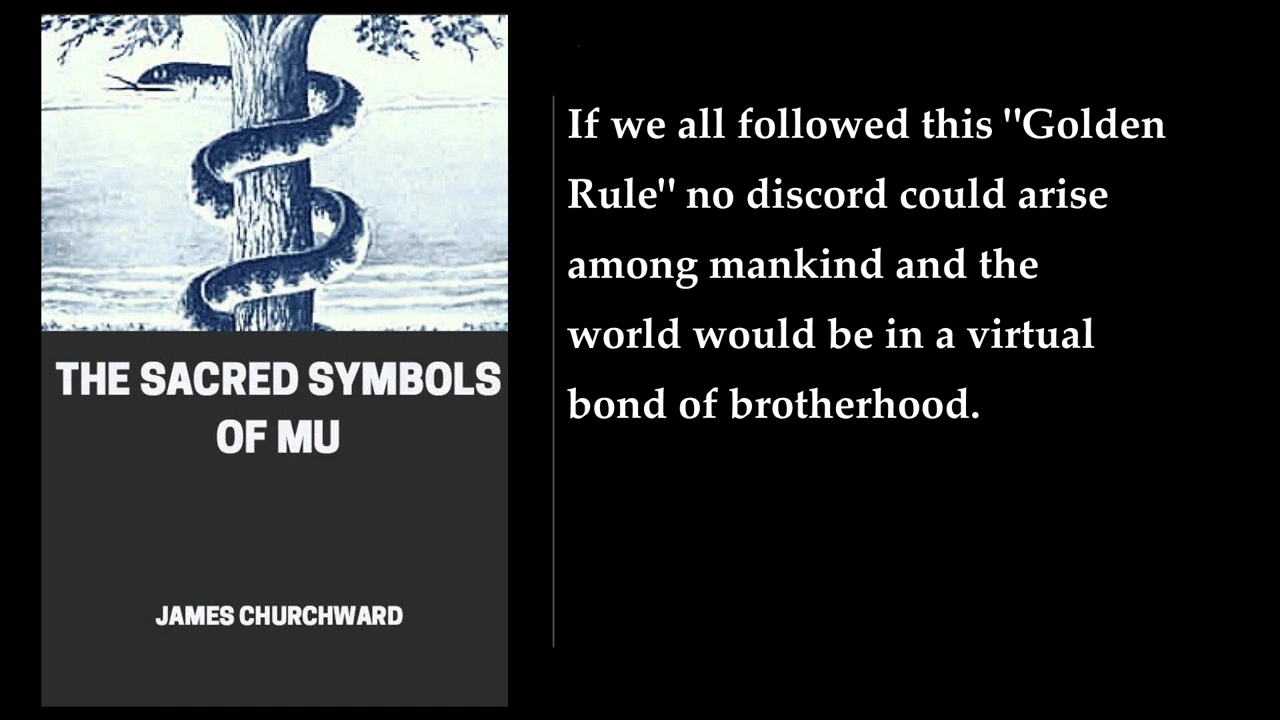 THE SACRED SYMBOLS
OF MU
JAMES CHURCHWARD
If we all followed this "Golden
Rule" no discord could arise
among mankind and the
world would be in a virtual
bond of brotherhood.